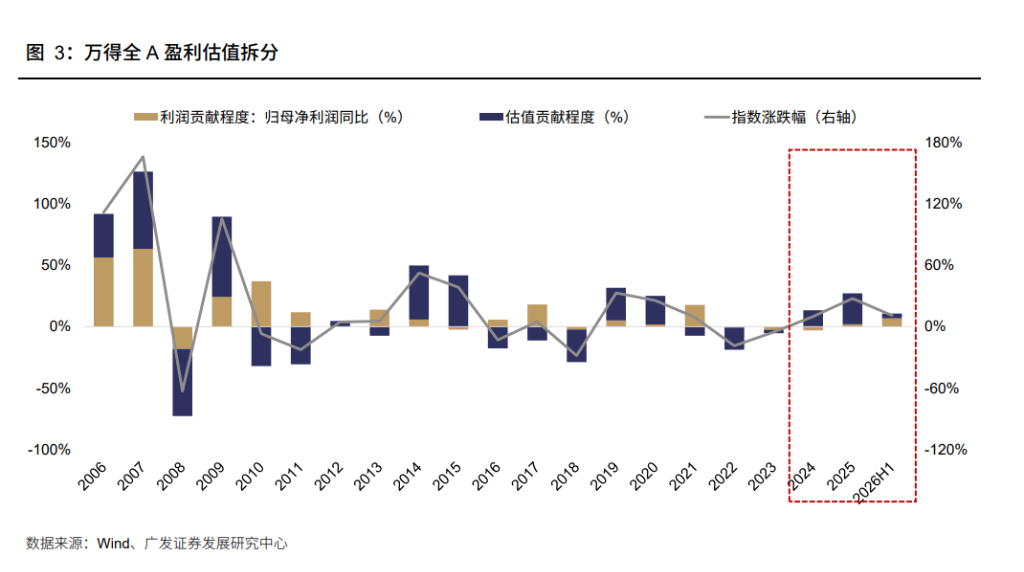 图 3：万得全 A 盈利估值拆分
利润贡献程度：归母净利润同比（%） 估值贡献程度（%） 指数涨跌幅（右轴）
150% 180%
100% 120%
50% 60%
0% 0%
-50% -60%
-100% -120%
2006 2007 2008 2009 2010 2011 2012 2013 2014 2015 2016 2017 2018 2019 2020 2021 2022 2023 2024 2025 2026H1
数据来源：Wind、广发证券发展研究中心